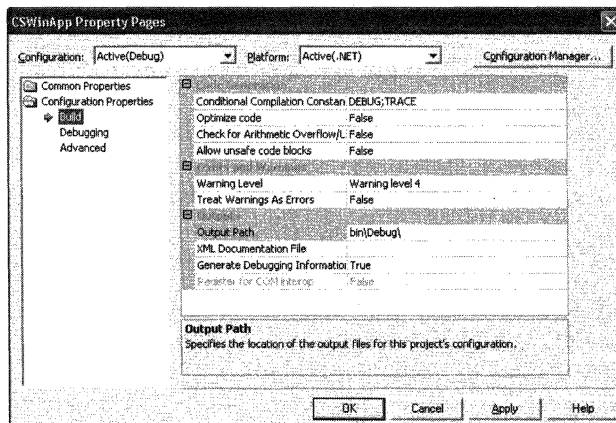 CSWinApp Property Pages
Configuration: Active(Debug) Platform: Active(.NET) Configuration Manager...
Common Properties
Configuration Properties
Build
Debugging
Advanced
Conditional Compilation Constan DEBUG;TRACE
Optimize code False
Check for Arithmetic Overflow/U False
Allow unsafe code blocks False
Warning Level Warning level 4
Treat Warnings As Errors False
Output Path bin\Debug\
XML Documentation File
Generate Debugging Informatio True
Register for COM Interop False
Output Path
Specifies the location of the output files for this project's configuration.
OK Cancel Apply Help